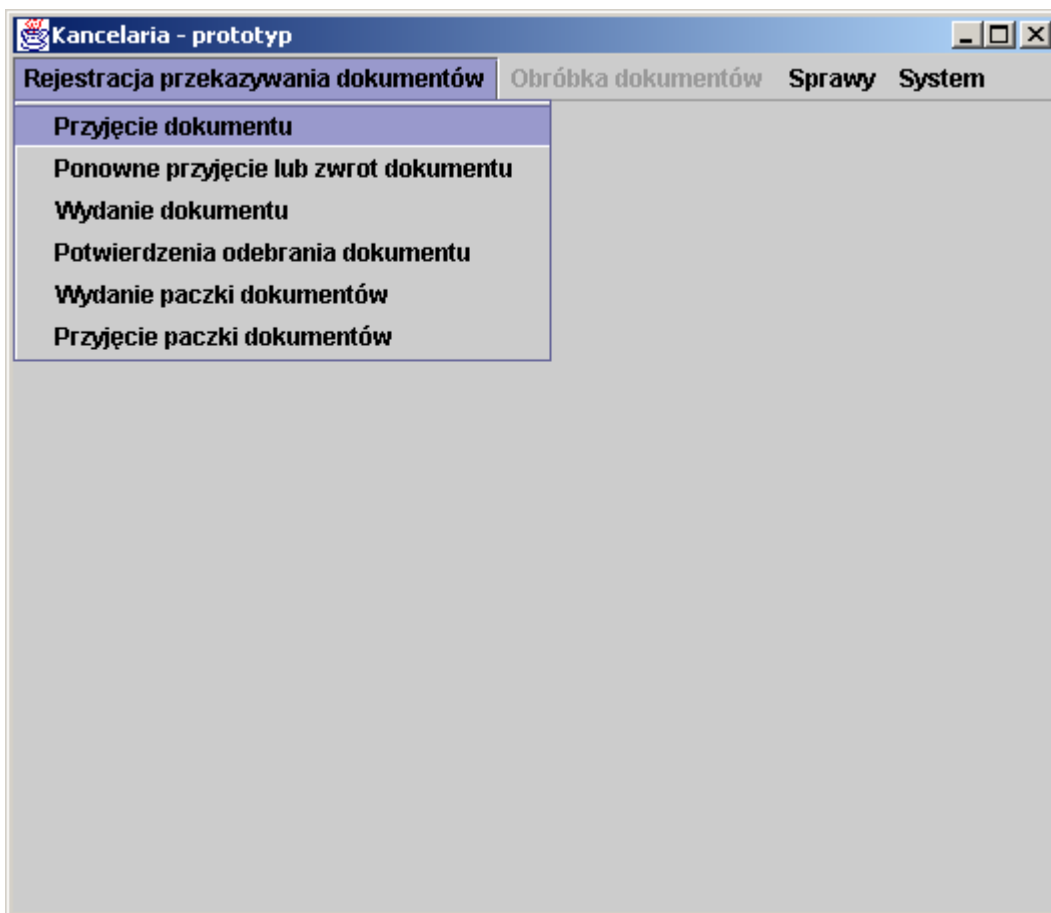 Kancelaria - prototyp
Rejestracja przekazywania dokumentów Obróbka dokumentów Sprawy System
Przyjęcie dokumentu
Ponowne przyjęcie lub zwrot dokumentu
Wydanie dokumentu
Potwierdzenia odebrania dokumentu
Wydanie paczki dokumentów
Przyjęcie paczki dokumentów